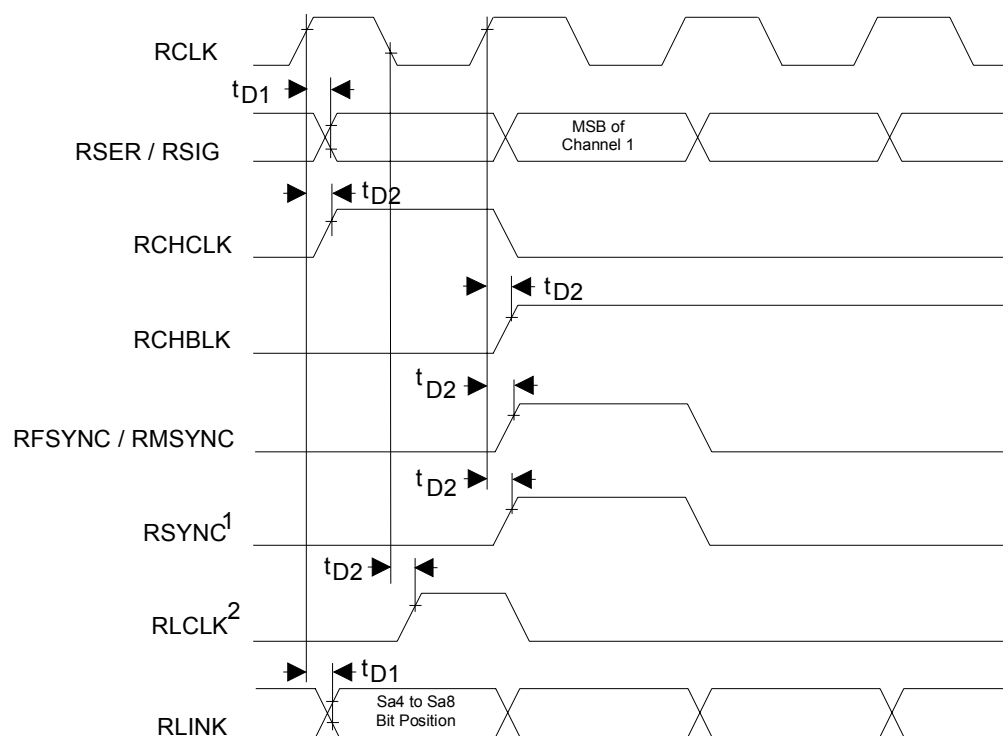 RCLK
tD1
RSER / RSIG
MSB of
Channel 1
tD2
RCHCLK
tD2
RCHBLK
tD2
RFSYNC / RMSYNC
tD2
RSYNC1
tD2
RLCLK2
tD1
Sa4 to Sa8
Bit Position
RLINK